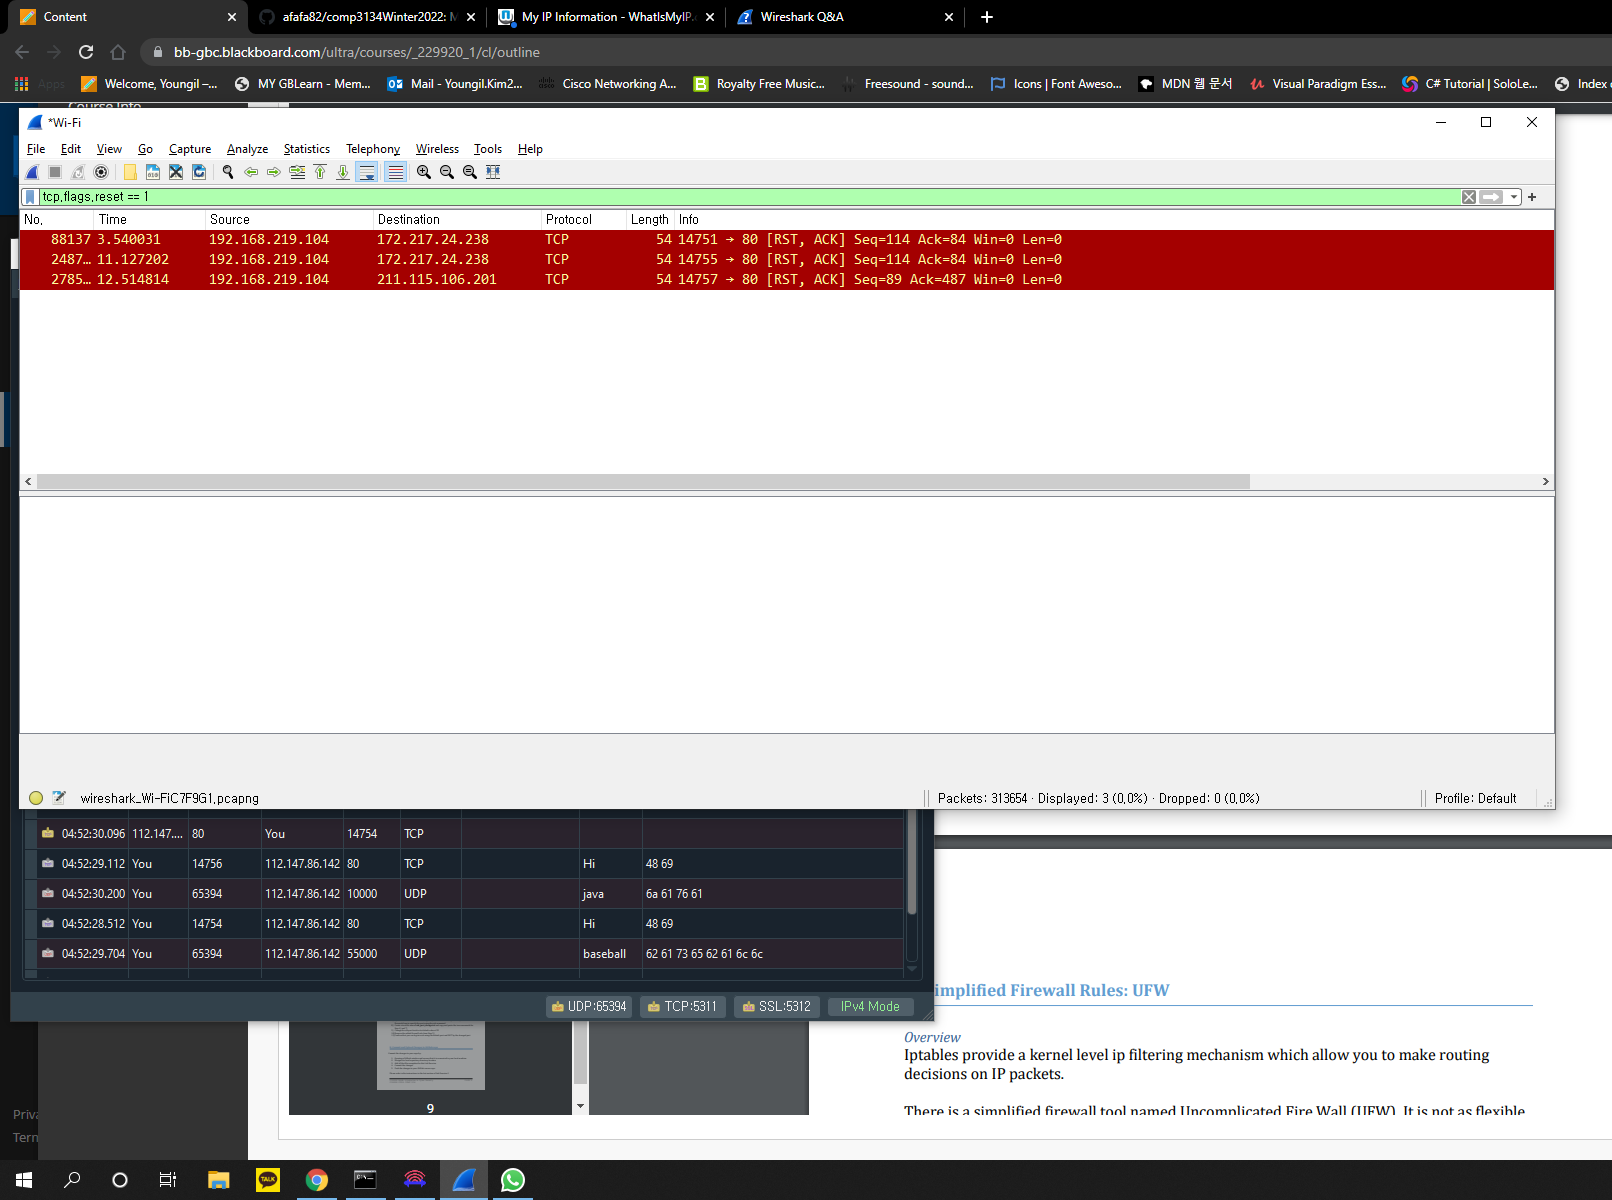 Content
afafa82/comp3134Winter2022: M
My IP Information - WhatIsMyIP.c
Wireshark Q&A
bb-gbc.blackboard.com/ultra/courses/_229920_1/cl/outline
Apps
Welcome, Youngil –...
MY GBLearn - Mem...
Mail - Youngil.Kim2...
Cisco Networking A...
Royalty Free Music...
Freesound - sound...
Icons | Font Aweso...
MDN 웹 문서
Visual Paradigm Ess...
C# Tutorial | SoloLe...
Index
Course Info
*Wi-Fi
File Edit View Go Capture Analyze Statistics Telephony Wireless Tools Help
tcp.flags.reset == 1
No. Time Source Destination Protocol Length Info
88137 3.540031 192.168.219.104 172.217.24.238 TCP 54 14751 → 80 [RST, ACK] Seq=114 Ack=84 Win=0 Len=0
2487... 11.127202 192.168.219.104 172.217.24.238 TCP 54 14755 → 80 [RST, ACK] Seq=114 Ack=84 Win=0 Len=0
2785... 12.514814 192.168.219.104 211.115.106.201 TCP 54 14757 → 80 [RST, ACK] Seq=89 Ack=487 Win=0 Len=0
wireshark_Wi-FiC7F9G1.pcapng
Packets: 313654 · Displayed: 3 (0.0%) · Dropped: 0 (0.0%)
Profile: Default
04:52:30.096 112.147.... 80 You 14754 TCP
04:52:29.112 You 14756 112.147.86.142 80 TCP Hi 48 69
04:52:30.200 You 65394 112.147.86.142 10000 UDP java 6a 61 76 61
04:52:28.512 You 14754 112.147.86.142 80 TCP Hi 48 69
04:52:29.704 You 65394 112.147.86.142 55000 UDP baseball 62 61 73 65 62 61 6c 6c
UDP:65394 TCP:5311 SSL:5312 IPv4 Mode
implified Firewall Rules: UFW
Overview
Iptables provide a kernel level ip filtering mechanism which allow you to make routing
decisions on IP packets.
There is a simplified firewall tool named Uncomplicated Fire Wall (UFW). It is not as flexible
9
Priva
Term
TALK